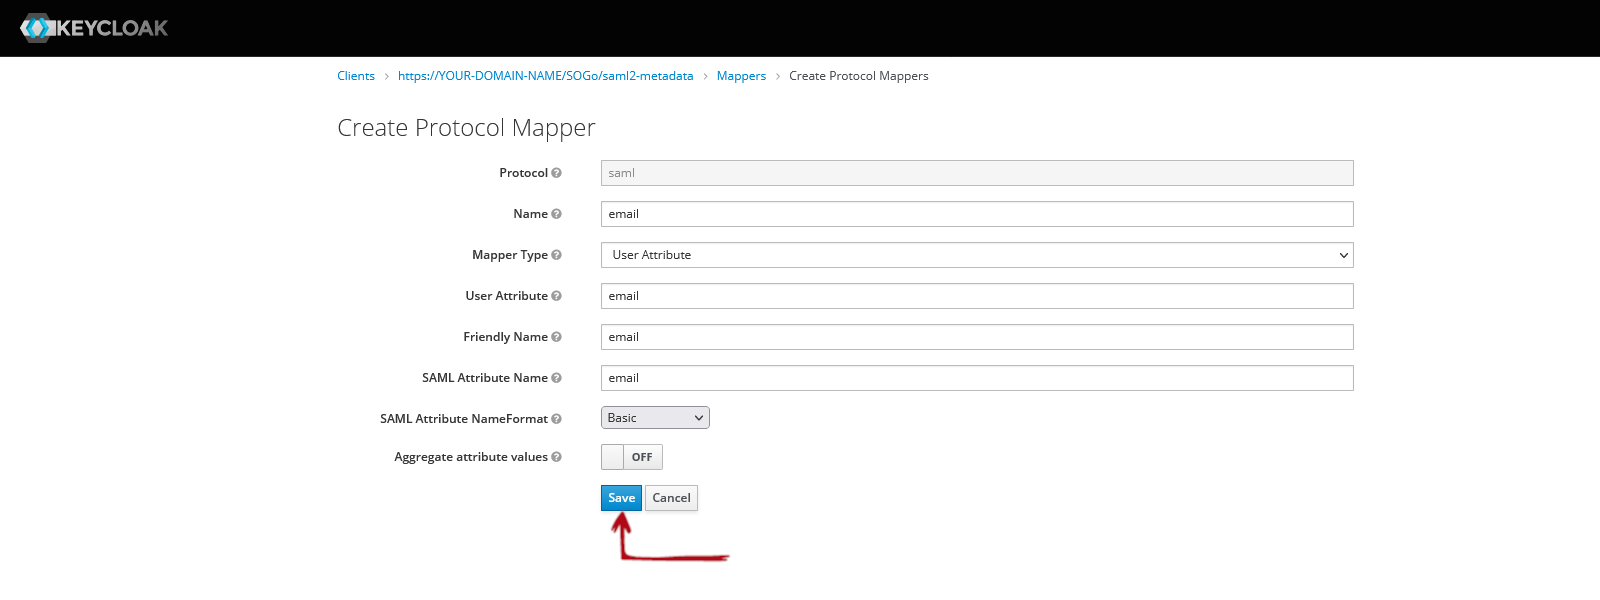 KEYCLOAK
Clients > https://YOUR-DOMAIN-NAME/SOGo/saml2-metadata > Mappers > Create Protocol Mappers
Create Protocol Mapper
Protocol saml
Name email
Mapper Type User Attribute
User Attribute email
Friendly Name email
SAML Attribute Name email
SAML Attribute NameFormat Basic
Aggregate attribute values OFF
Save Cancel